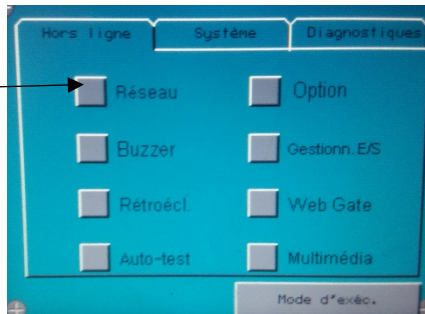 Hors ligne Système Diagnostiques
Réseau Option
Buzzer Gestionn. E/S
Rétroécl. Web Gate
Auto-test Multimédia
Mode d'exéc.